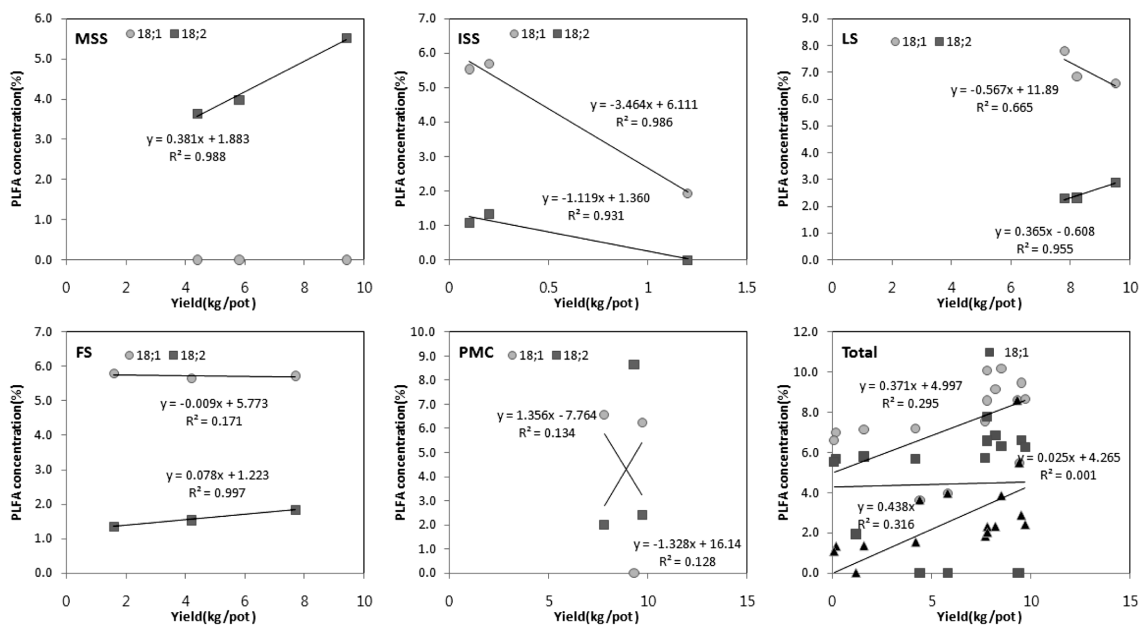 MSS
18;1 18;2
PLFA concentration(%)
6.0
5.0
4.0
3.0
2.0
1.0
0.0
y = 0.381x + 1.883
R² = 0.988
0 2 4 6 8 10
Yield(kg/pot)
ISS
18;1 18;2
PLFA concentration(%)
7.0
6.0
5.0
4.0
3.0
2.0
1.0
0.0
y = -3.464x + 6.111
R² = 0.986
y = -1.119x + 1.360
R² = 0.931
0 0.5 1 1.5
Yield(kg/pot)
LS
18;1 18;2
PLFA concentration(%)
9.0
8.0
7.0
6.0
5.0
4.0
3.0
2.0
1.0
0.0
y = -0.567x + 11.89
R² = 0.665
y = 0.365x - 0.608
R² = 0.955
0 2 4 6 8 10
Yield(kg/pot)
FS
18;1 18;2
PLFA concentration(%)
7.0
6.0
5.0
4.0
3.0
2.0
1.0
0.0
y = -0.009x + 5.773
R² = 0.171
y = 0.078x + 1.223
R² = 0.997
0 2 4 6 8 10
Yield(kg/pot)
PMC
18;1 18;2
PLFA concentration(%)
10.0
9.0
8.0
7.0
6.0
5.0
4.0
3.0
2.0
1.0
0.0
y = 1.356x - 7.764
R² = 0.134
y = -1.328x + 16.14
R² = 0.128
0 5 10 15
Yield(kg/pot)
Total
18;1
PLFA concentration(%)
12.0
10.0
8.0
6.0
4.0
2.0
0.0
y = 0.371x + 4.997
R² = 0.295
y = 0.025x + 4.265
R² = 0.001
y = 0.438x
R² = 0.316
0 5 10 15
Yield(kg/pot)